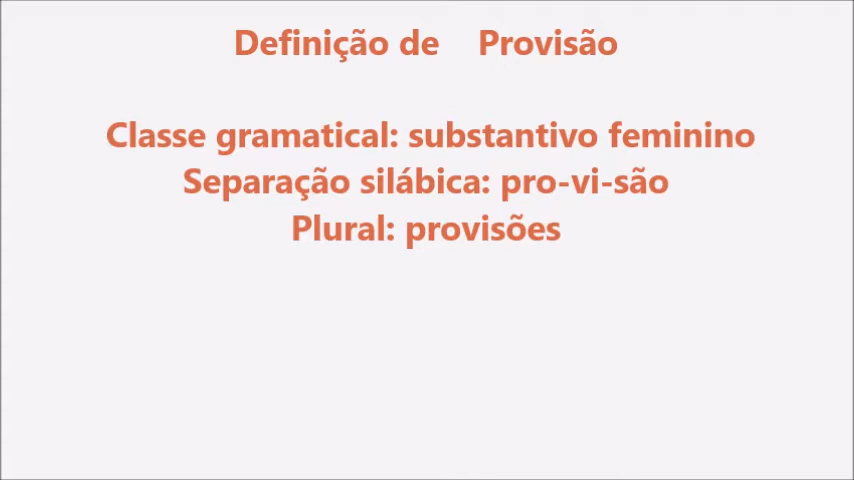 Definição de Provisão
Classe gramatical: substantivo feminino
Separação silábica: pro-vi-são
Plural: provisões